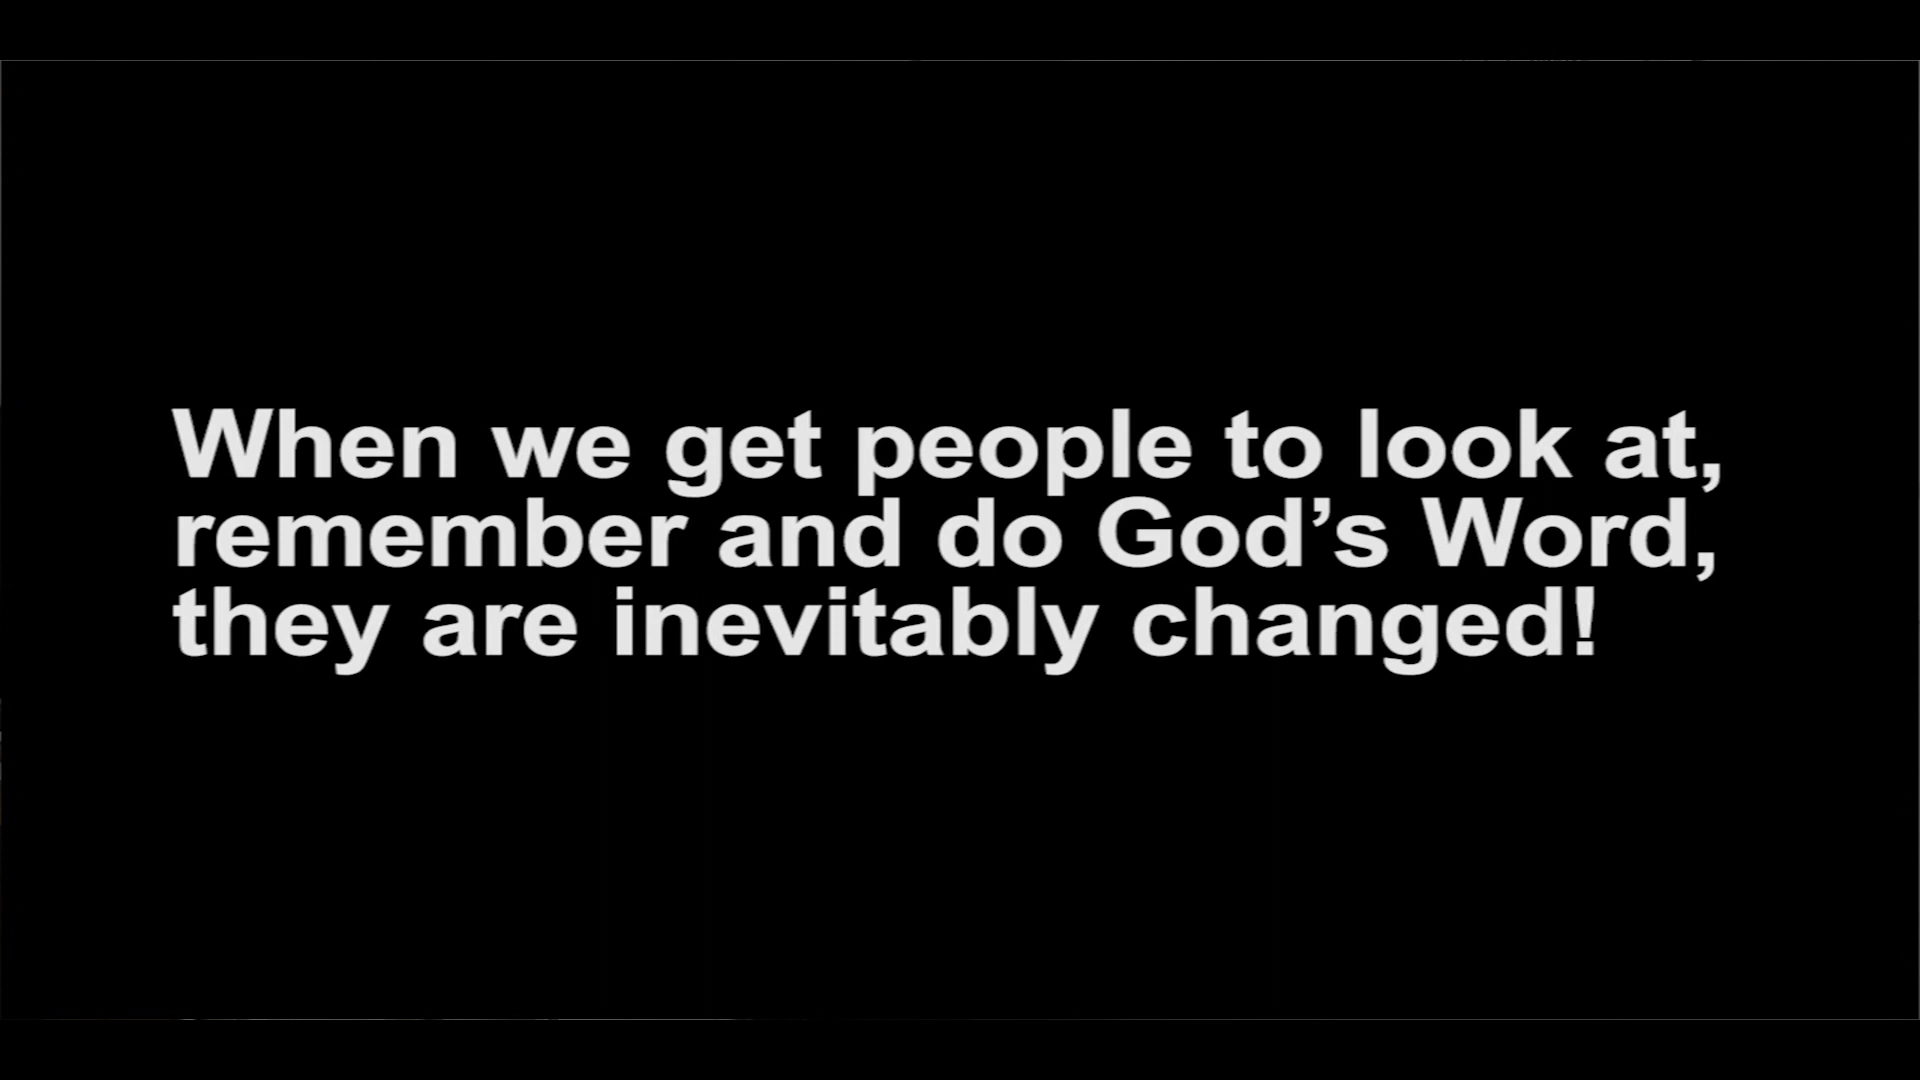 When we get people to look at,
remember and do God’s Word,
they are inevitably changed!